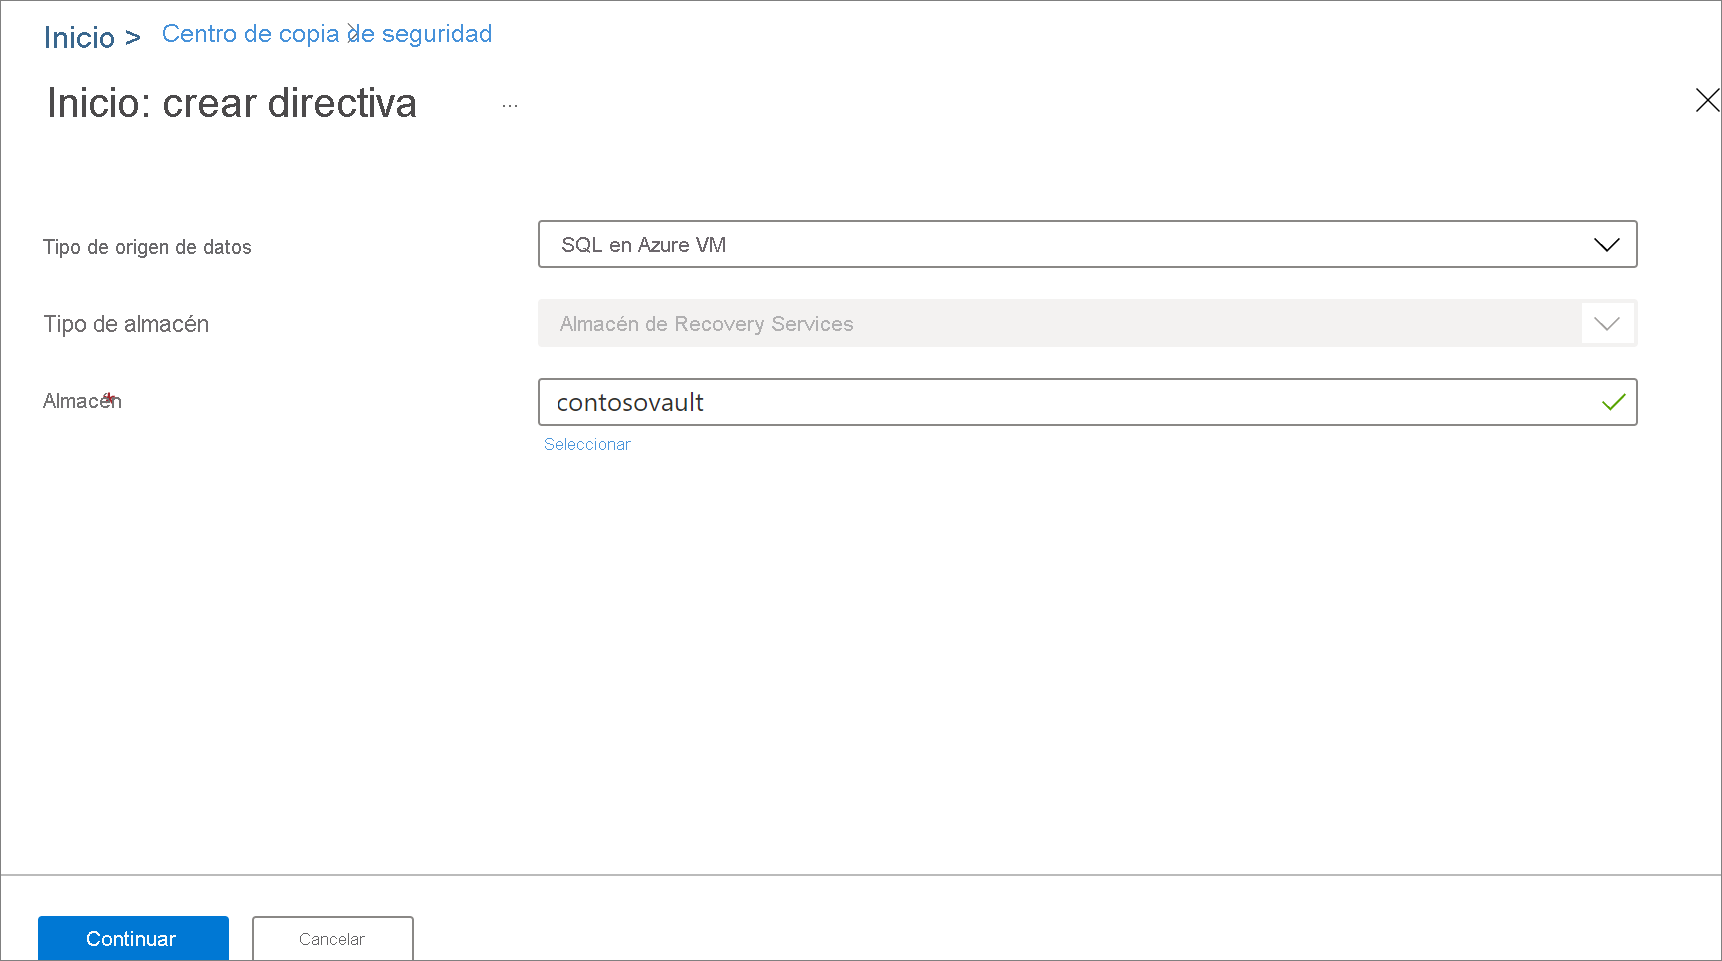 Inicio > Centro de copia de seguridad
Inicio: crear directiva ...
Tipo de origen de datos
SQL en Azure VM
Tipo de almacén
Almacén de Recovery Services
Almacén *
contosovault
Seleccionar
Continuar
Cancelar